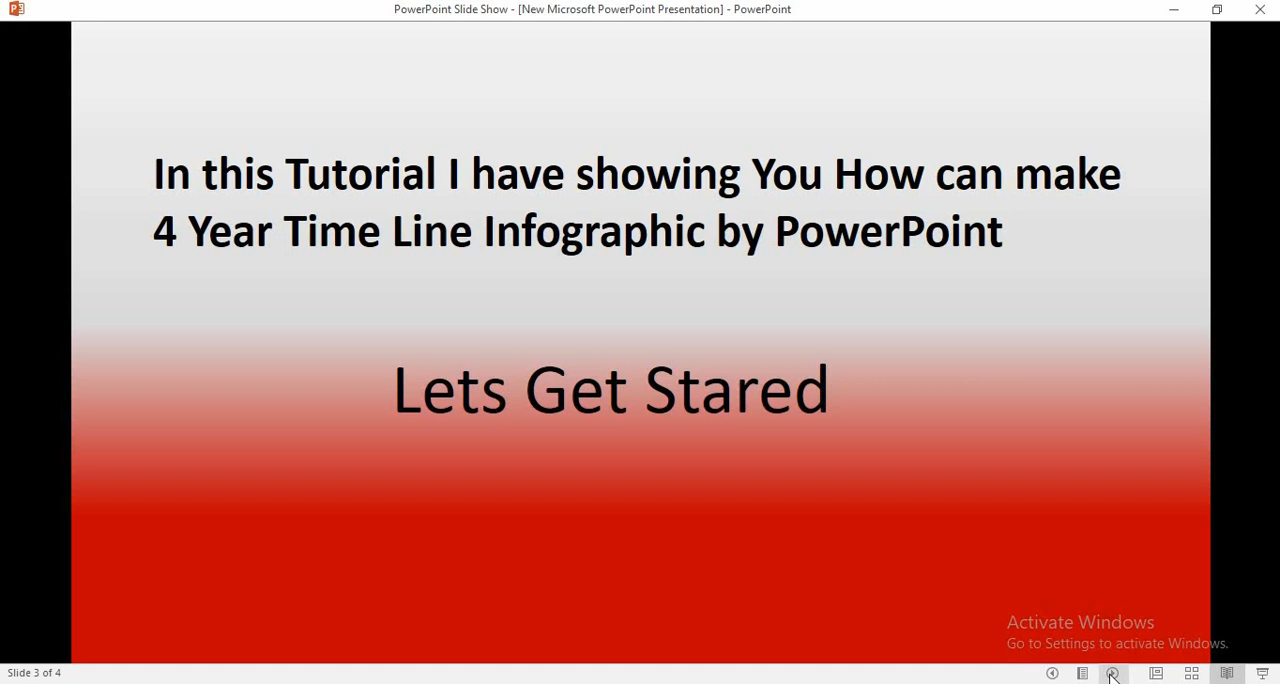 PowerPoint Slide Show - [New Microsoft PowerPoint Presentation] - PowerPoint
In this Tutorial I have showing You How can make
4 Year Time Line Infographic by PowerPoint
Lets Get Stared
Activate Windows
Go to Settings to activate Windows.
Slide 3 of 4